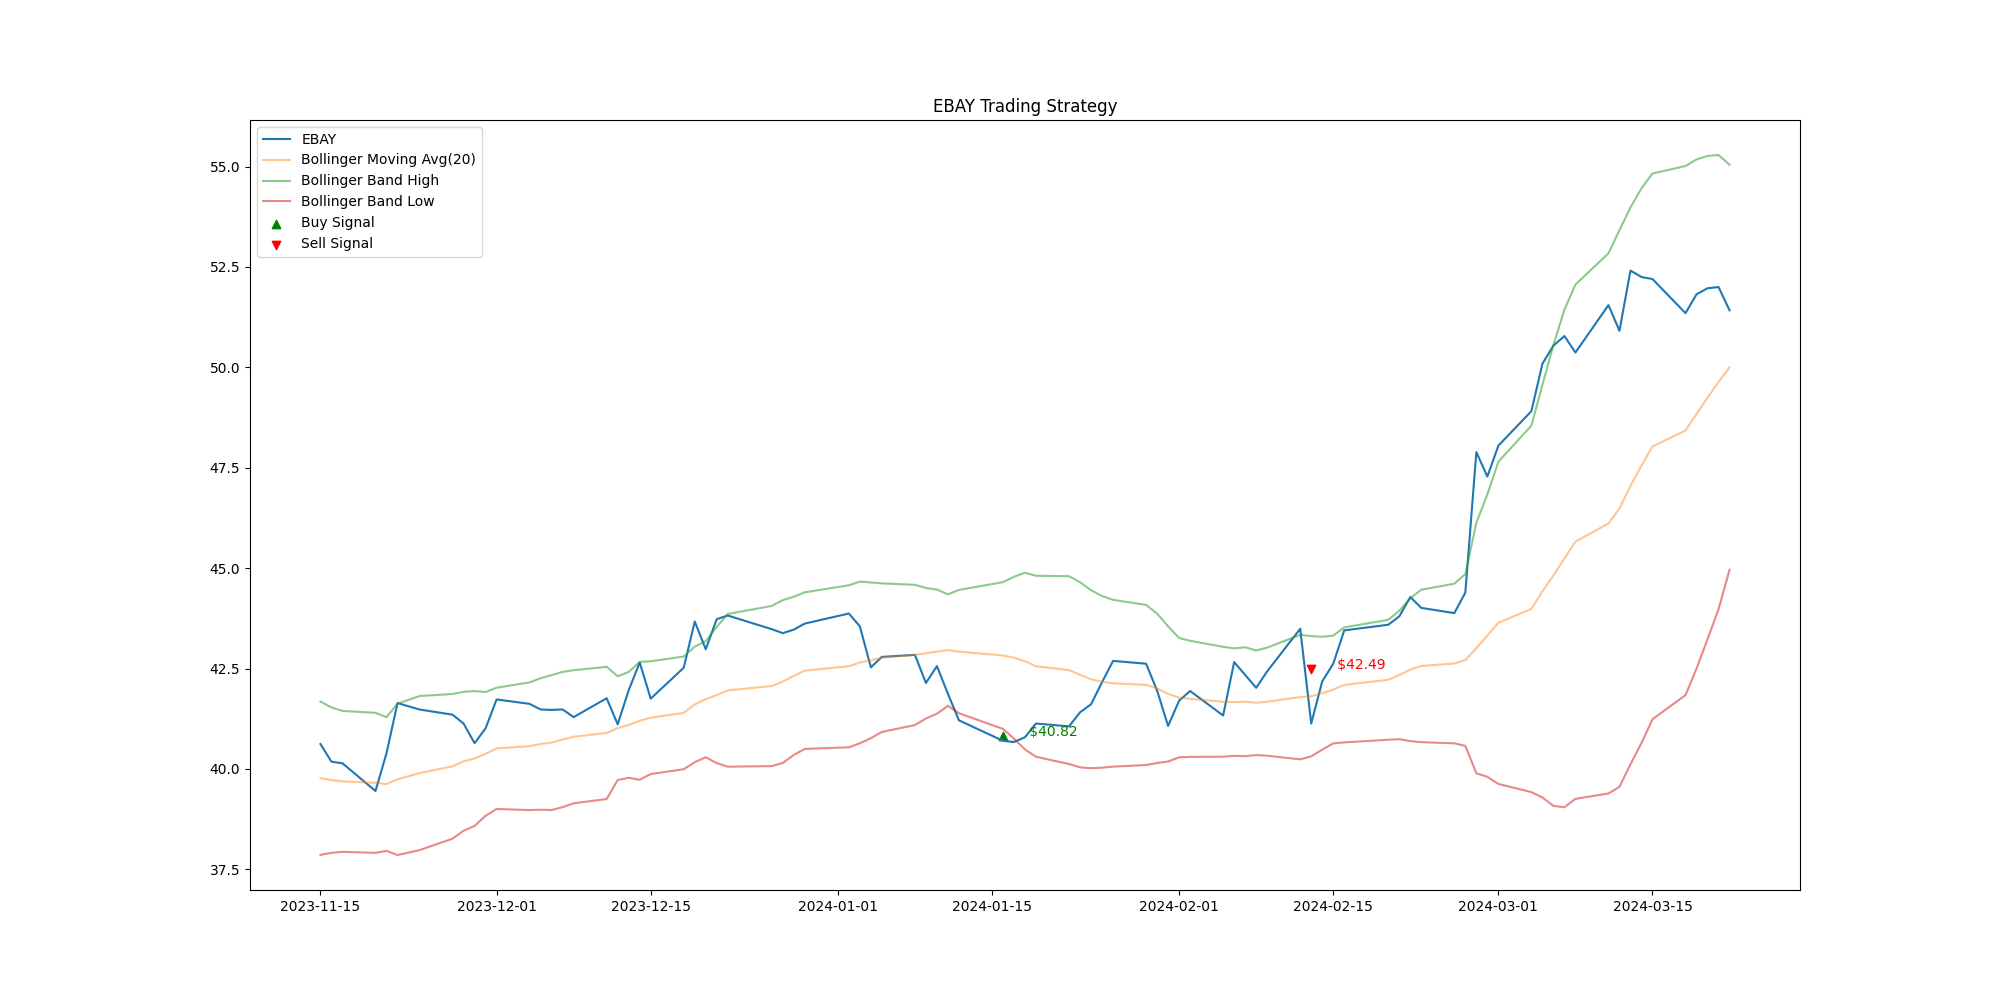 EBAY Trading Strategy
EBAY
Bollinger Moving Avg(20)
Bollinger Band High
Bollinger Band Low
Buy Signal
Sell Signal
55.0
52.5
50.0
47.5
45.0
42.5
40.0
37.5
$42.49
$40.82
2023-11-15
2023-12-01
2023-12-15
2024-01-01
2024-01-15
2024-02-01
2024-02-15
2024-03-01
2024-03-15